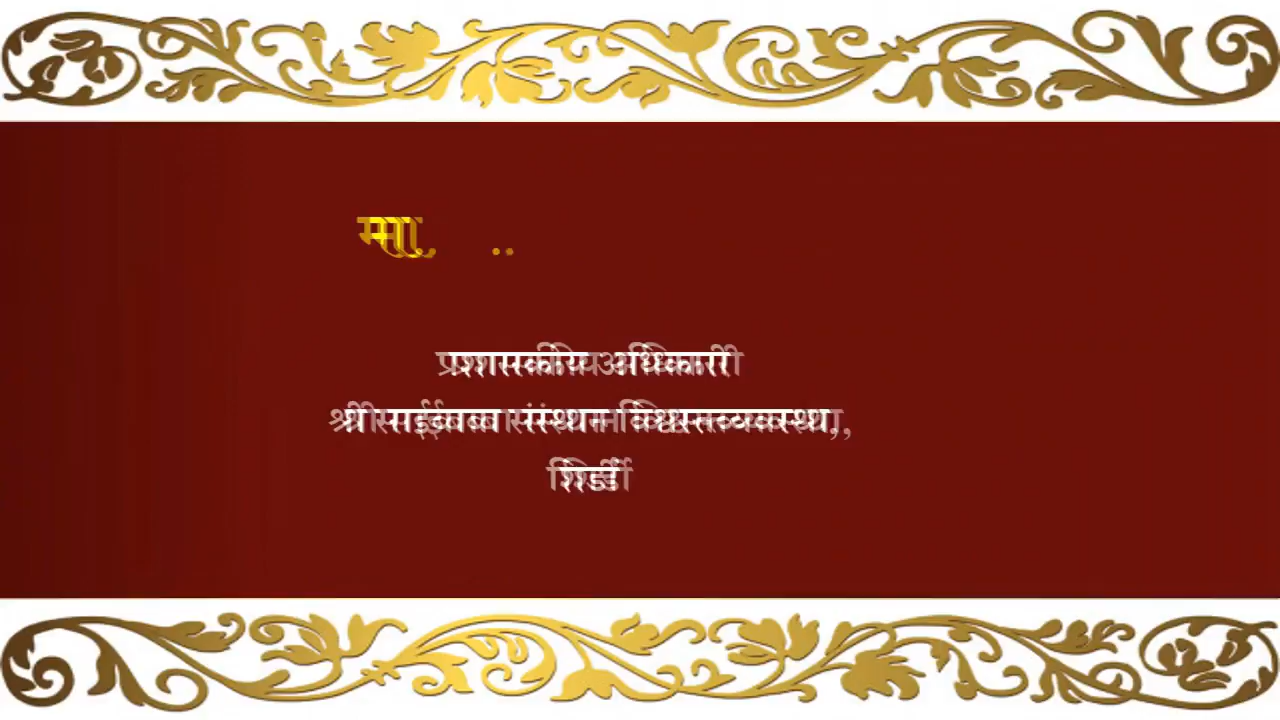 प्रशासकीय अधिकारी
श्री साईबाबा संस्थान विश्वस्तव्यवस्था,
शिर्डी